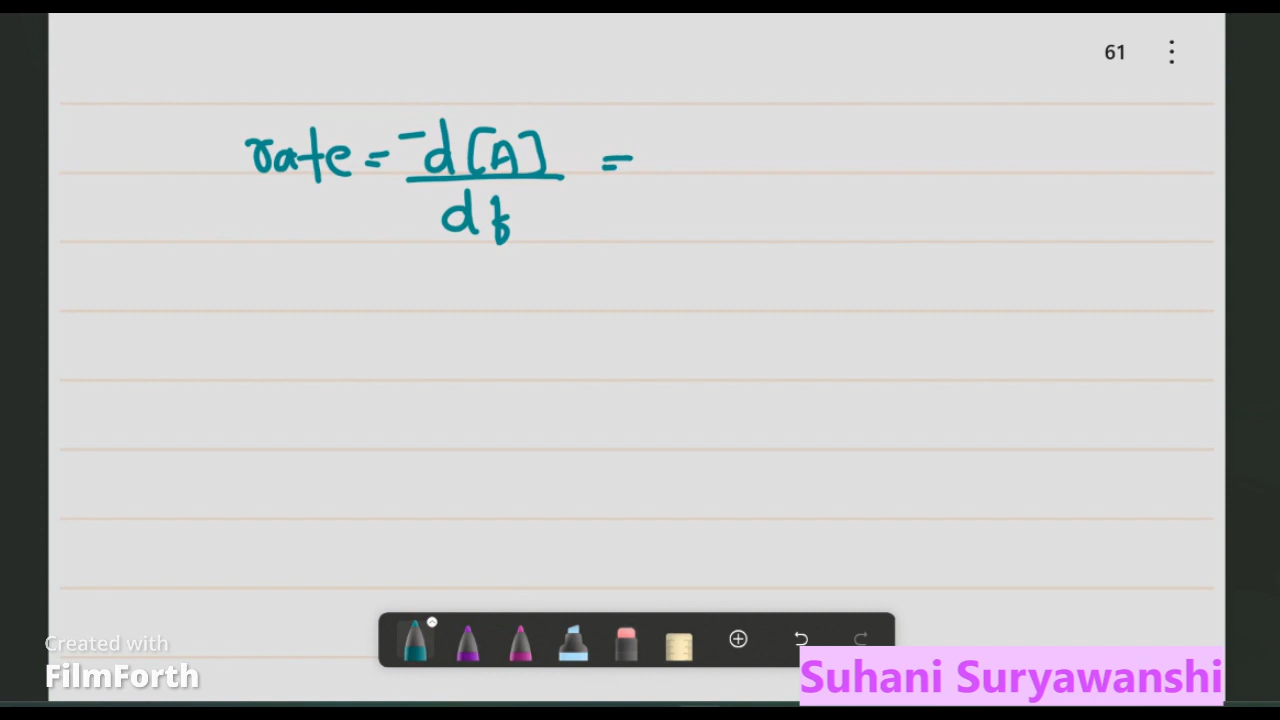 61
rate = -d[A] =
dt
Created with
FilmForth
Suhani Suryawanshi